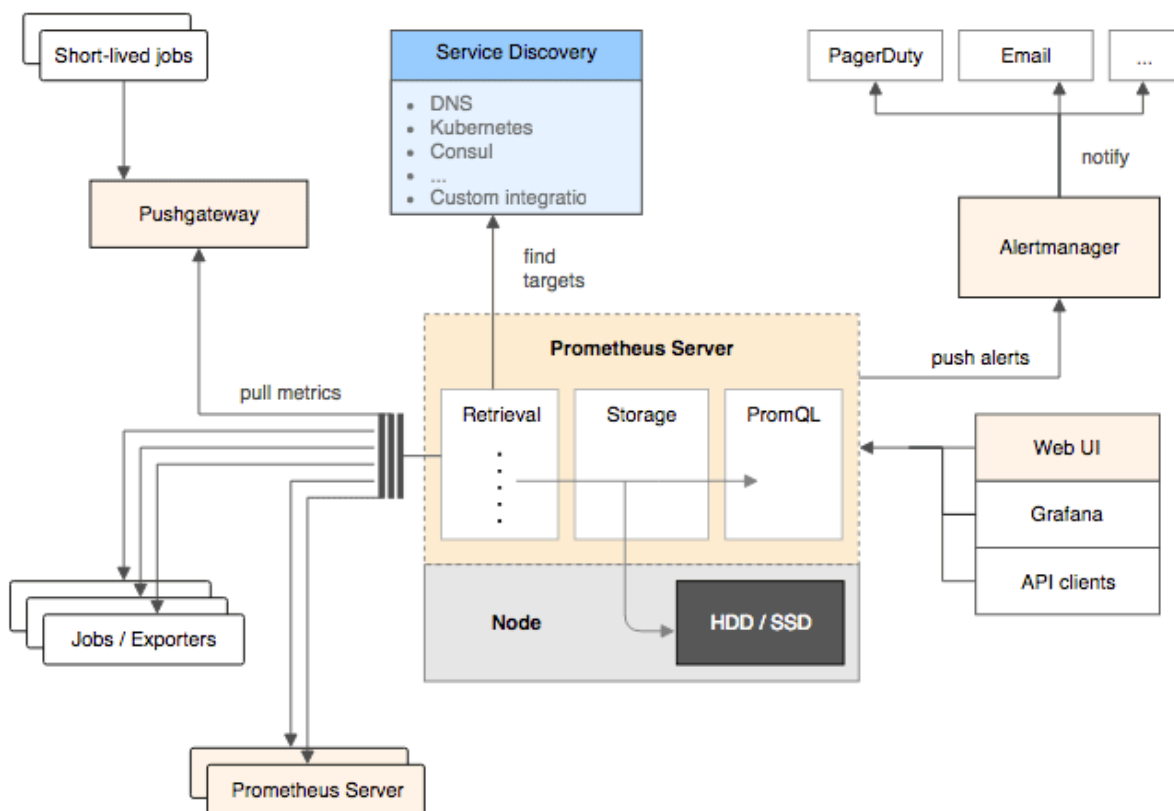 Short-lived jobs
Service Discovery
• DNS
• Kubernetes
• Consul
• ...
• Custom integratio
PagerDuty
Email
...
notify
Pushgateway
Alertmanager
find
targets
Prometheus Server
push alerts
pull metrics
Retrieval
Storage
PromQL
Web UI
Grafana
API clients
Jobs / Exporters
Node
HDD / SSD
Prometheus Server